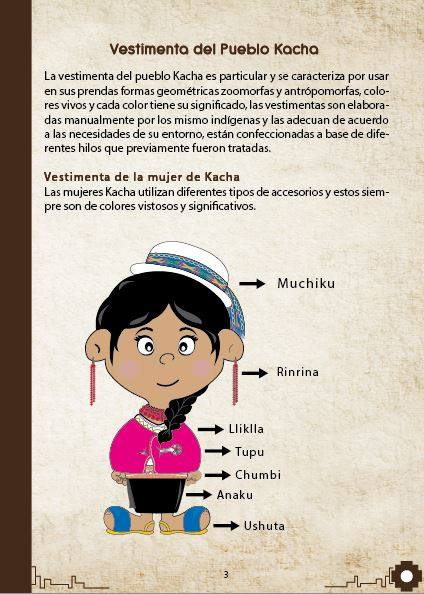 Vestimenta del Pueblo Kacha
La vestimenta del pueblo Kacha es particular y se caracteriza por usar
en sus prendas formas geométricas zoomorfas y antrópomorfas, colo-
res vivos y cada color tiene su significado, las vestimentas son elabora-
das manualmente por los mismo indígenas y las adecuan de acuerdo
a las necesidades de su entorno, están confeccionadas a base de dife-
rentes hilos que previamente fueron tratadas.
Vestimenta de la mujer de Kacha
Las mujeres Kacha utilizan diferentes tipos de accesorios y estos siem-
pre son de colores vistosos y significativos.
Muchiku
Rinrina
Lliklla
Tupu
Chumbi
Anaku
Ushuta
3